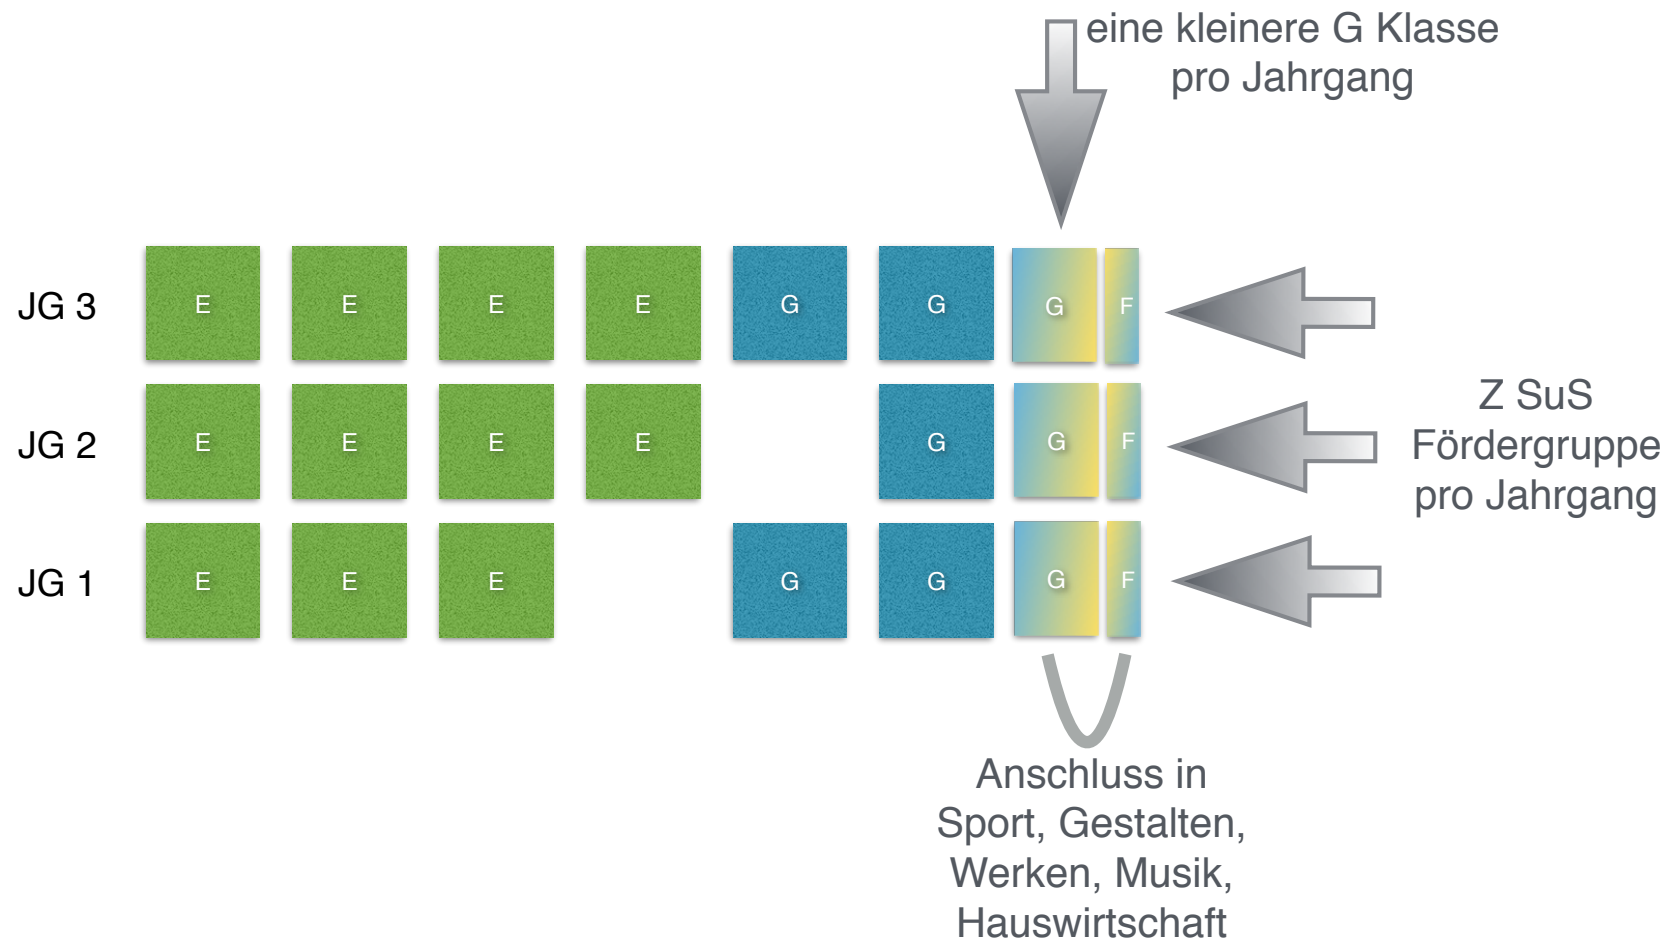 eine kleinere G Klasse
pro Jahrgang
JG 3 E E E E G G G F
JG 2 E E E E G G F
JG 1 E E E G G G F
Z SuS
Fördergruppe
pro Jahrgang
Anschluss in
Sport, Gestalten,
Werken, Musik,
Hauswirtschaft